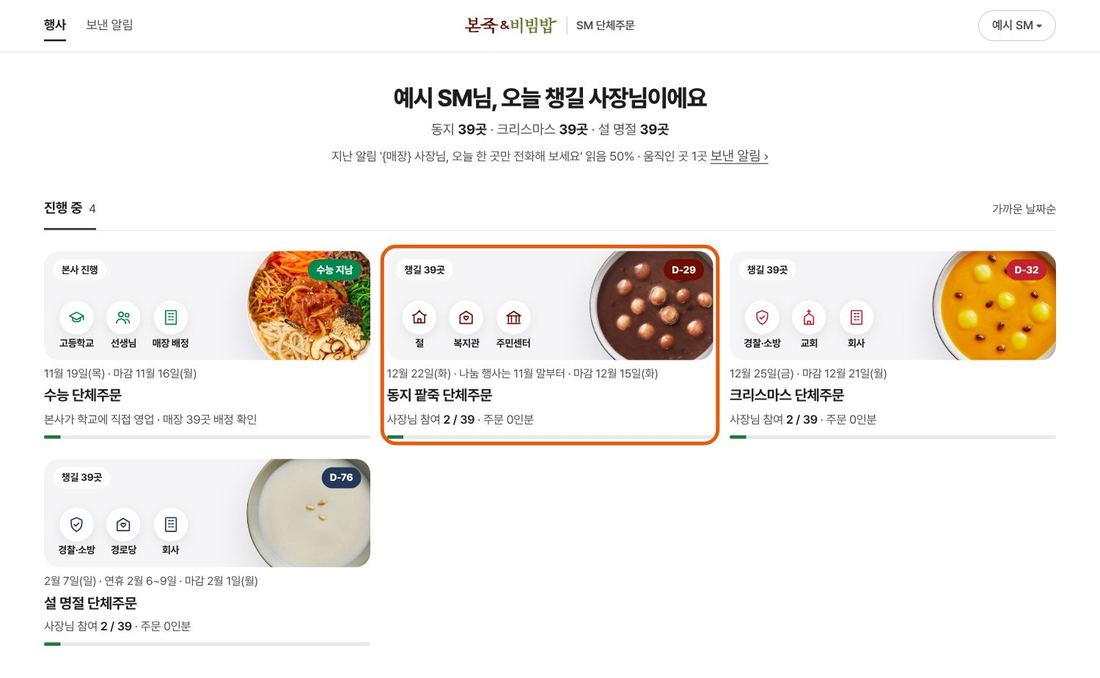 행사 보낸 알림 본죽&비빔밥 SM 단체주문 예시 SM
예시 SM님, 오늘 챙길 사장님이에요
동지 39곳 · 크리스마스 39곳 · 설 명절 39곳
지난 알림 '{매장} 사장님, 오늘 한 곳만 전화해 보세요' 읽음 50% · 움직인 곳 1곳 보낸 알림 ›
진행 중 4 가까운 날짜순
본사 진행 수능 지남
고등학교 선생님 매장 배정
11월 19일(목) · 마감 11월 16일(월)
수능 단체주문
본사가 학교에 직접 영업 · 매장 39곳 배정 확인
챙길 39곳 D-29
절 복지관 주민센터
12월 22일(화) · 나눔 행사는 11월 말부터 · 마감 12월 15일(화)
동지 팥죽 단체주문
사장님 참여 2 / 39 · 주문 0인분
챙길 39곳 D-32
경찰·소방 교회 회사
12월 25일(금) · 마감 12월 21일(월)
크리스마스 단체주문
사장님 참여 2 / 39 · 주문 0인분
챙길 39곳 D-76
경찰·소방 경로당 회사
2월 7일(일) · 연휴 2월 6~9일 · 마감 2월 1일(월)
설 명절 단체주문
사장님 참여 2 / 39 · 주문 0인분